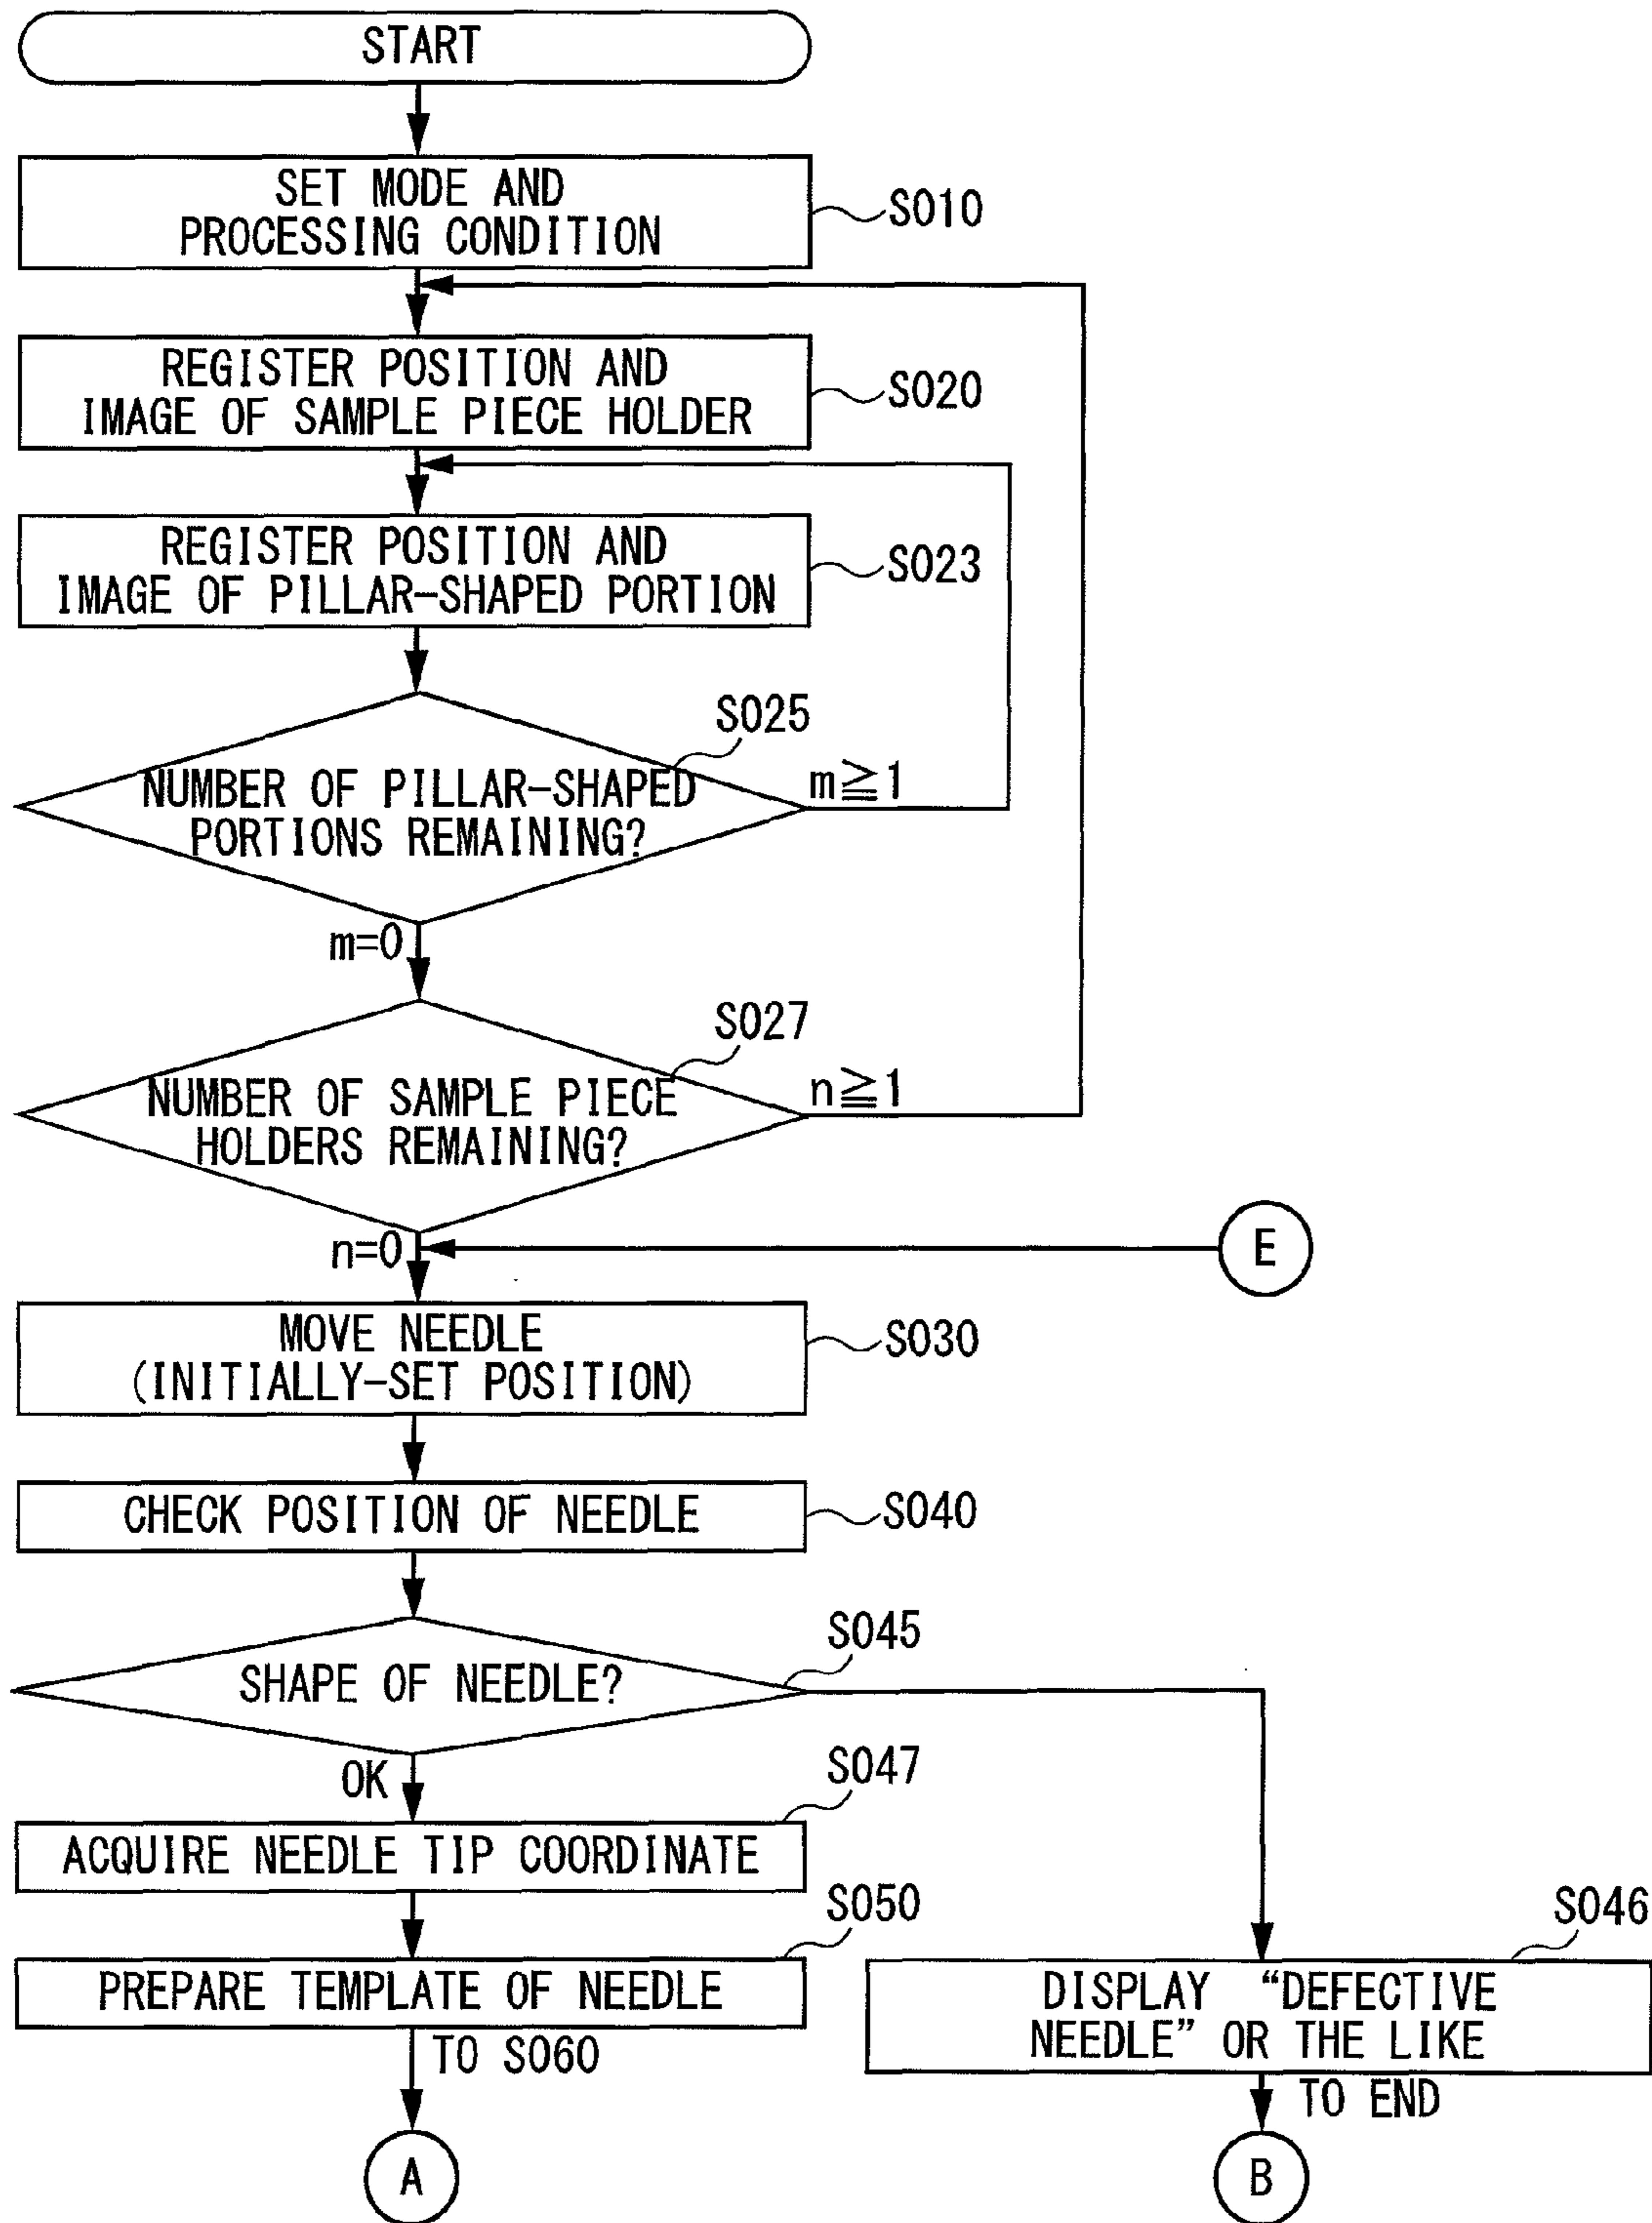 START
SET MODE AND
PROCESSING CONDITION
S010
REGISTER POSITION AND
IMAGE OF SAMPLE PIECE HOLDER
S020
REGISTER POSITION AND
IMAGE OF PILLAR-SHAPED PORTION
S023
S025
NUMBER OF PILLAR-SHAPED
PORTIONS REMAINING?
m≧1
m=0
S027
NUMBER OF SAMPLE PIECE
HOLDERS REMAINING?
n≧1
n=0
E
MOVE NEEDLE
(INITIALLY-SET POSITION)
S030
CHECK POSITION OF NEEDLE
S040
S045
SHAPE OF NEEDLE?
OK
S047
ACQUIRE NEEDLE TIP COORDINATE
S050
PREPARE TEMPLATE OF NEEDLE
TO S060
A
S046
DISPLAY “DEFECTIVE
NEEDLE” OR THE LIKE
TO END
B